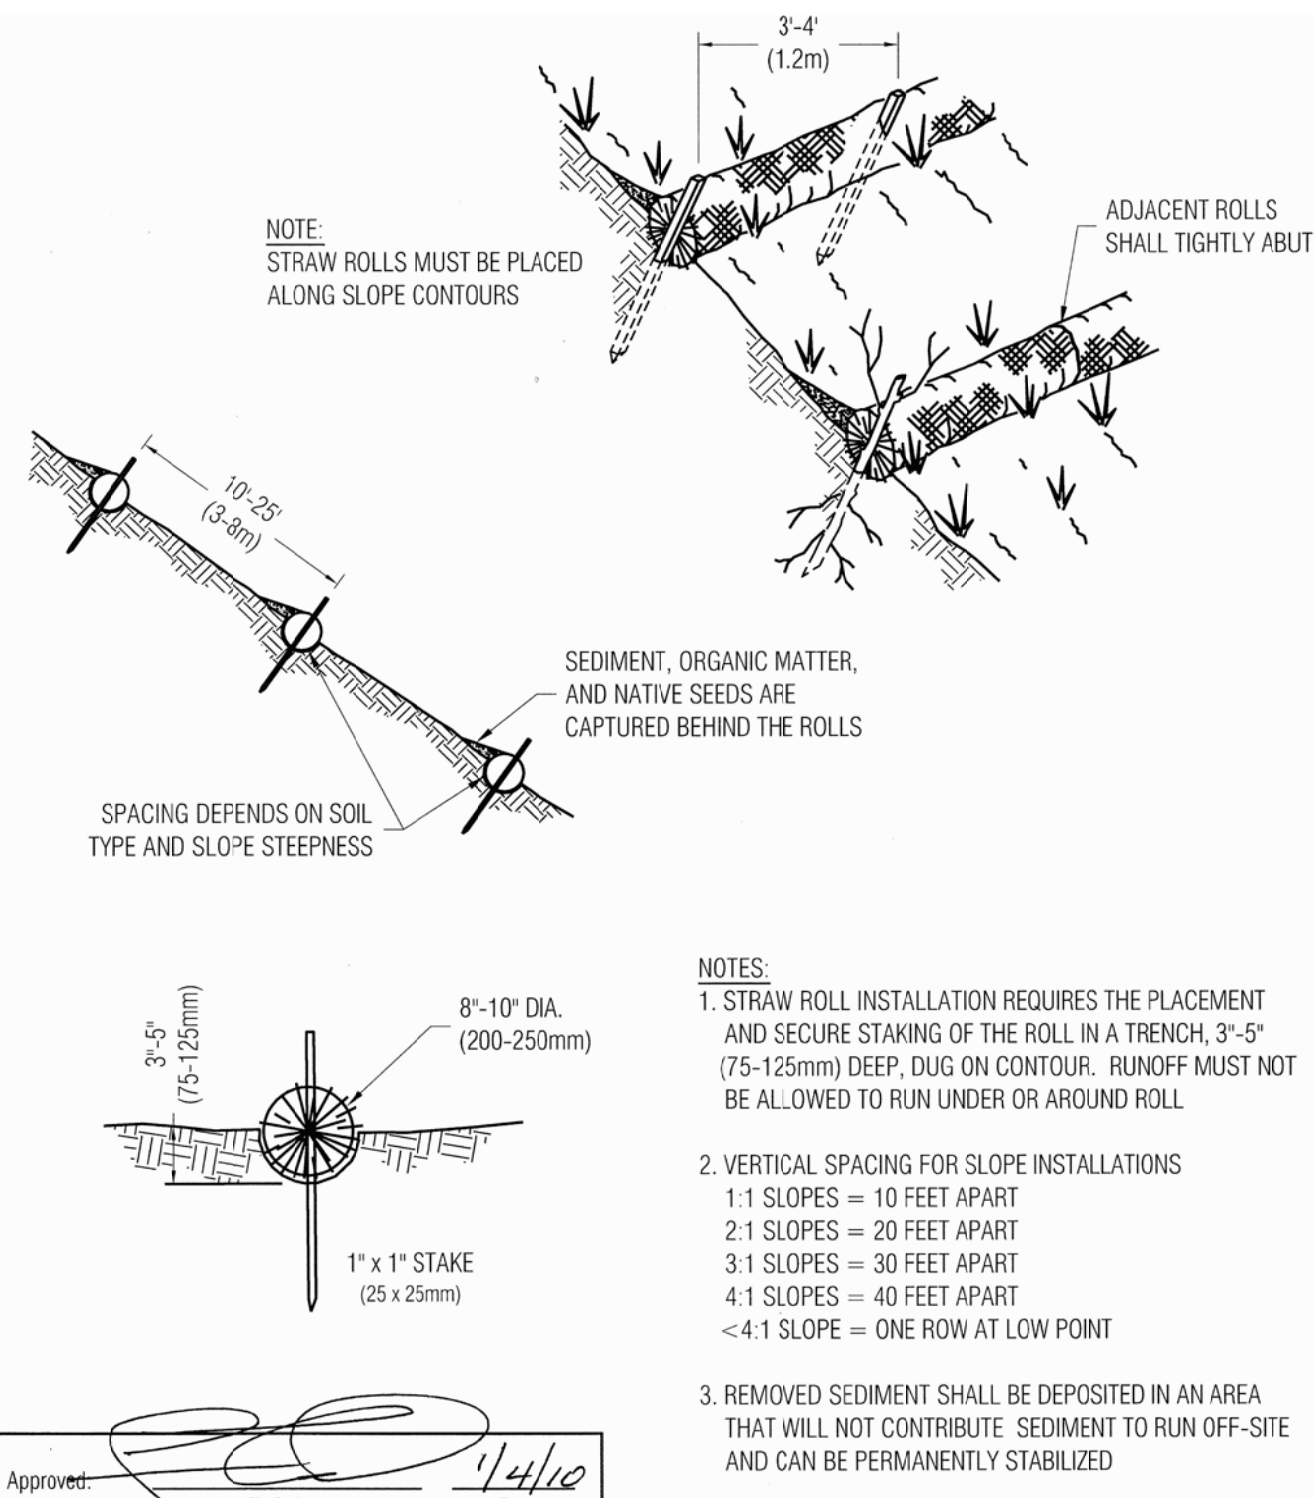 3'-4'
(1.2m)
ADJACENT ROLLS
SHALL TIGHTLY ABUT
NOTE:
STRAW ROLLS MUST BE PLACED
ALONG SLOPE CONTOURS
10'-25'
(3-8m)
SEDIMENT, ORGANIC MATTER,
AND NATIVE SEEDS ARE
CAPTURED BEHIND THE ROLLS
SPACING DEPENDS ON SOIL
TYPE AND SLOPE STEEPNESS
3"-5"
(75-125mm)
8"-10" DIA.
(200-250mm)
1" x 1" STAKE
(25 x 25mm)
NOTES:
1. STRAW ROLL INSTALLATION REQUIRES THE PLACEMENT
AND SECURE STAKING OF THE ROLL IN A TRENCH, 3"-5"
(75-125mm) DEEP, DUG ON CONTOUR. RUNOFF MUST NOT
BE ALLOWED TO RUN UNDER OR AROUND ROLL
2. VERTICAL SPACING FOR SLOPE INSTALLATIONS
1:1 SLOPES = 10 FEET APART
2:1 SLOPES = 20 FEET APART
3:1 SLOPES = 30 FEET APART
4:1 SLOPES = 40 FEET APART
<4:1 SLOPE = ONE ROW AT LOW POINT
3. REMOVED SEDIMENT SHALL BE DEPOSITED IN AN AREA
THAT WILL NOT CONTRIBUTE SEDIMENT TO RUN OFF-SITE
AND CAN BE PERMANENTLY STABILIZED
Approved:
1/4/10